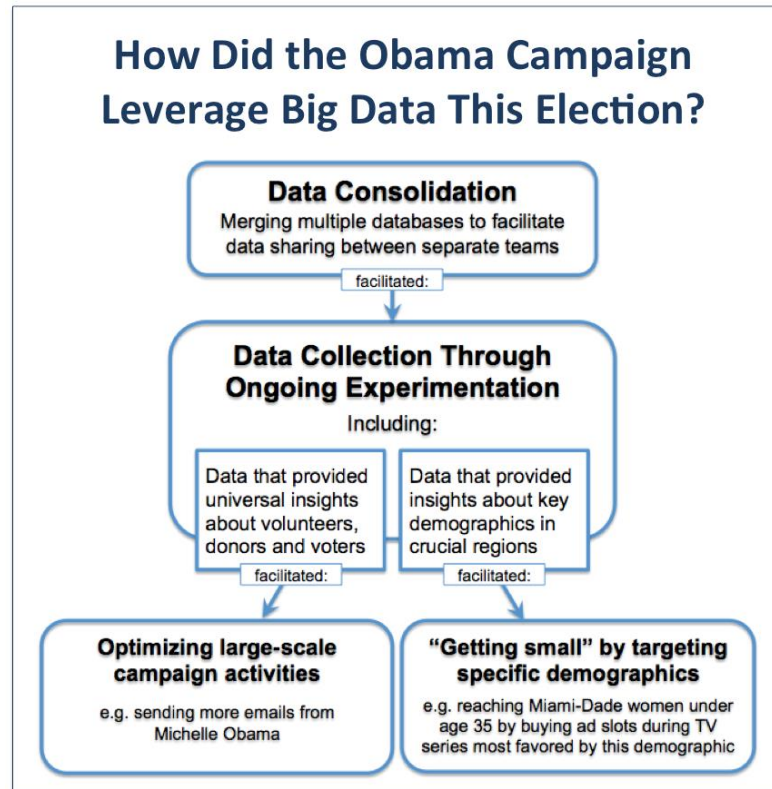 How Did the Obama Campaign
Leverage Big Data This Election?
Data Consolidation
Merging multiple databases to facilitate
data sharing between separate teams
facilitated:
Data Collection Through
Ongoing Experimentation
Including:
Data that provided
universal insights
about volunteers,
donors and voters
Data that provided
insights about key
demographics in
crucial regions
facilitated:
facilitated:
Optimizing large-scale
campaign activities
e.g. sending more emails from
Michelle Obama
“Getting small” by targeting
specific demographics
e.g. reaching Miami-Dade women under
age 35 by buying ad slots during TV
series most favored by this demographic